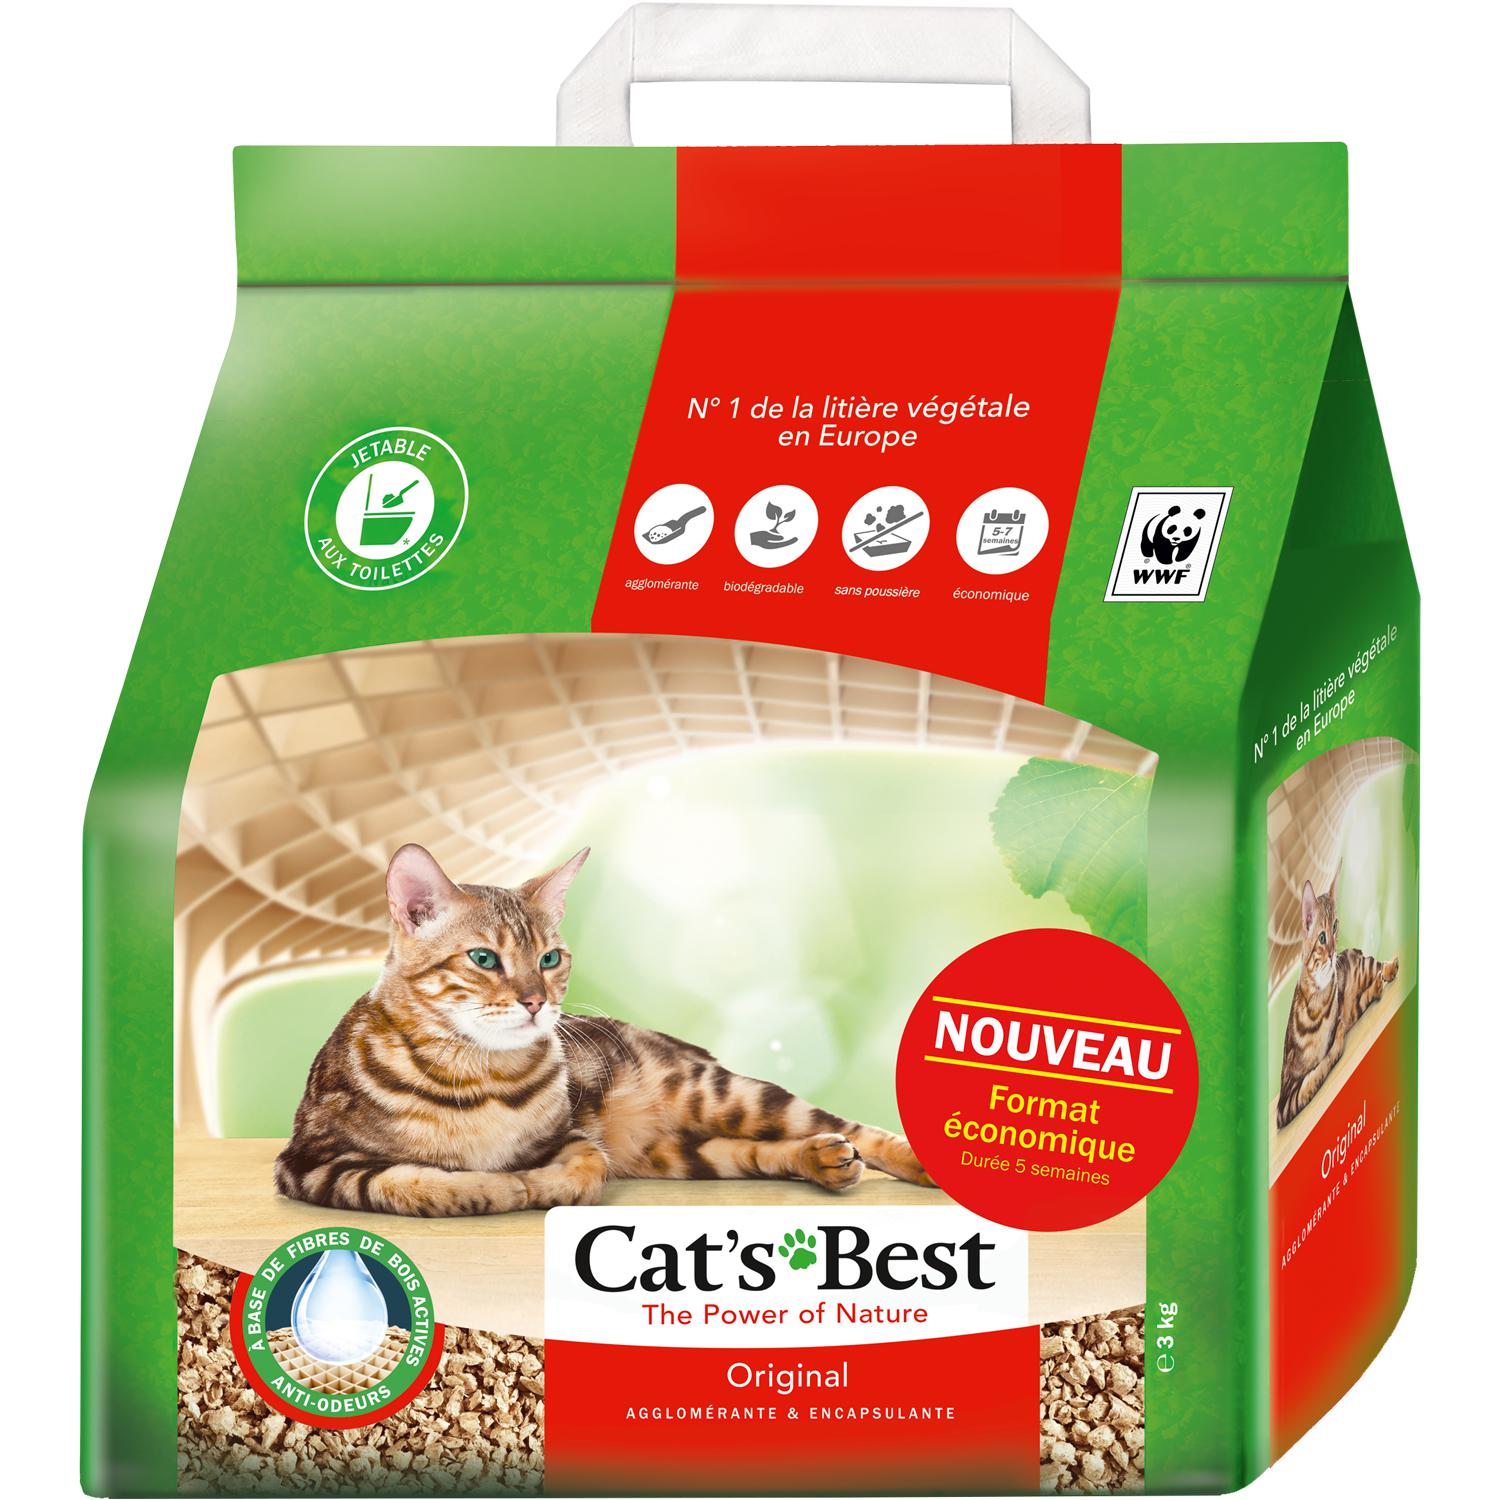 N° 1 de la litière végétale
en Europe
JETABLE
AUX TOILETTES*
5-7
semaines
agglomérante
biodégradable
sans poussière
économique
WWF
®
N° 1 de la litière végétale
en Europe
NOUVEAU
Format
économique
Durée 5 semaines
Original
AGGLOMÉRANTE & ENCAPSULANTE
À BASE DE FIBRES DE BOIS ACTIVES
ANTI-ODEURS
Cat's Best
The Power of Nature
Original
AGGLOMÉRANTE & ENCAPSULANTE
℮ 3 kg